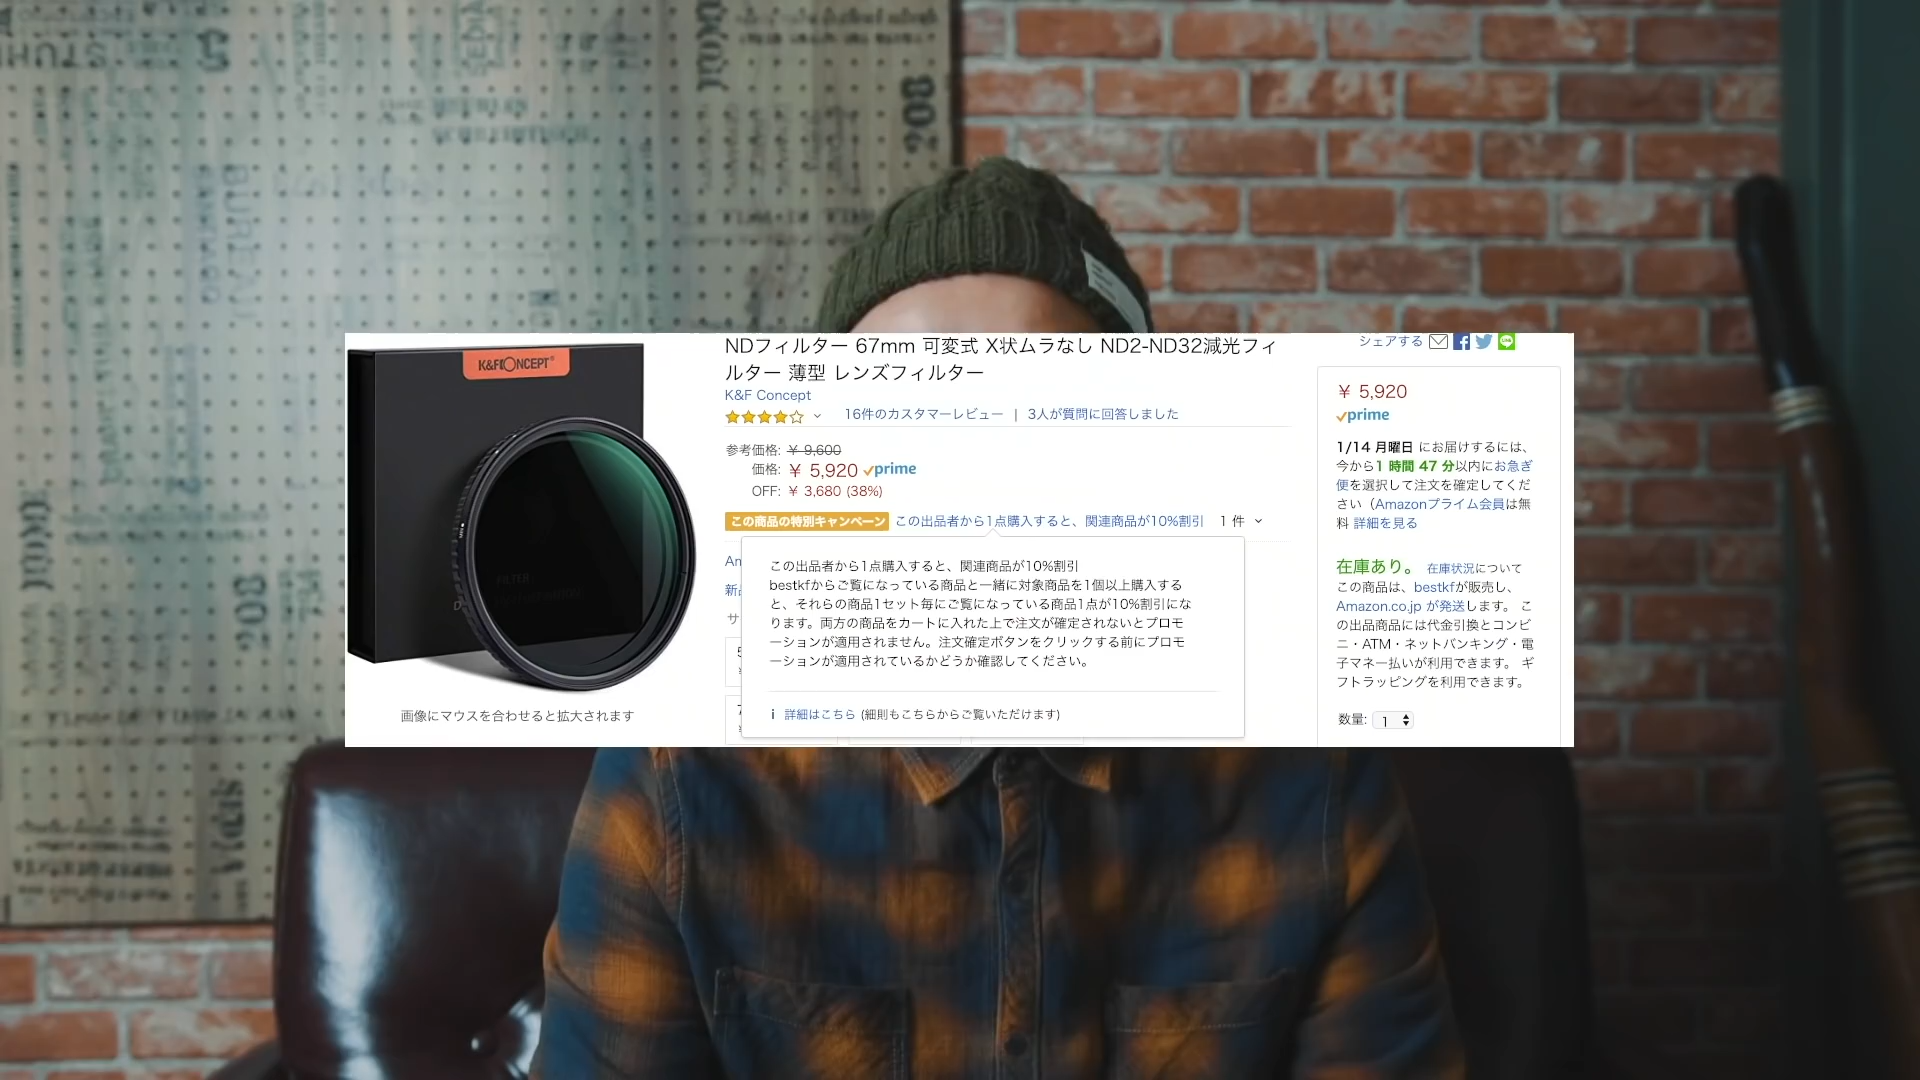 208
K&F CONCEPT
NDフィルター 67mm 可変式 X状ムラなし ND2-ND32減光フィ
ルター 薄型 レンズフィルター
K&F Concept
16件のカスタマーレビュー | 3人が質問に回答しました
参考価格: ¥ 9,600
価格: ¥ 5,920 prime
OFF: ¥ 3,680 (38%)
この商品の特別キャンペーン この出品者から1点購入すると、関連商品が10%割引 1 件
この出品者から1点購入すると、関連商品が10%割引
bestkfからご覧になっている商品と一緒に対象商品を1個以上購入する
と、それらの商品1セット毎にご覧になっている商品1点が10%割引にな
ります。両方の商品をカートに入れた上で注文が確定されないとプロモ
ーションが適用されません。注文確定ボタンをクリックする前にプロモ
ーションが適用されているかどうか確認してください。
i 詳細はこちら (細則もこちらからご覧いただけます)
画像にマウスを合わせると拡大されます
シェアする
¥ 5,920
prime
1/14 月曜日 にお届けするには、
今から1 時間 47 分以内にお急ぎ
便を選択して注文を確定してくだ
さい（Amazonプライム会員は無
料 詳細を見る
在庫あり。 在庫状況について
この商品は、bestkfが販売し、
Amazon.co.jp が発送します。 こ
の出品商品には代金引換とコンビ
ニ・ATM・ネットバンキング・電
子マネー払いが利用できます。 ギ
フトラッピングを利用できます。
数量: 1
208